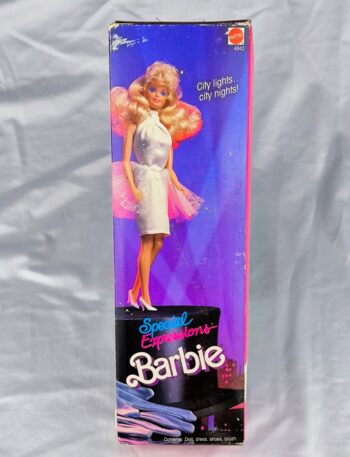 MATTEL
4842
City lights...
city nights!
Special
Expressions
Barbie
Contents: Doll, dress, shoes, brush